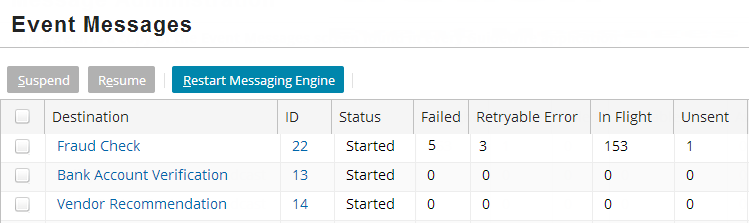 Event Messages
Suspend Resume Restart Messaging Engine
Destination ID Status Failed Retryable Error In Flight Unsent
Fraud Check 22 Started 5 3 153 1
Bank Account Verification 13 Started 0 0 0 0
Vendor Recommendation 14 Started 0 0 0 0